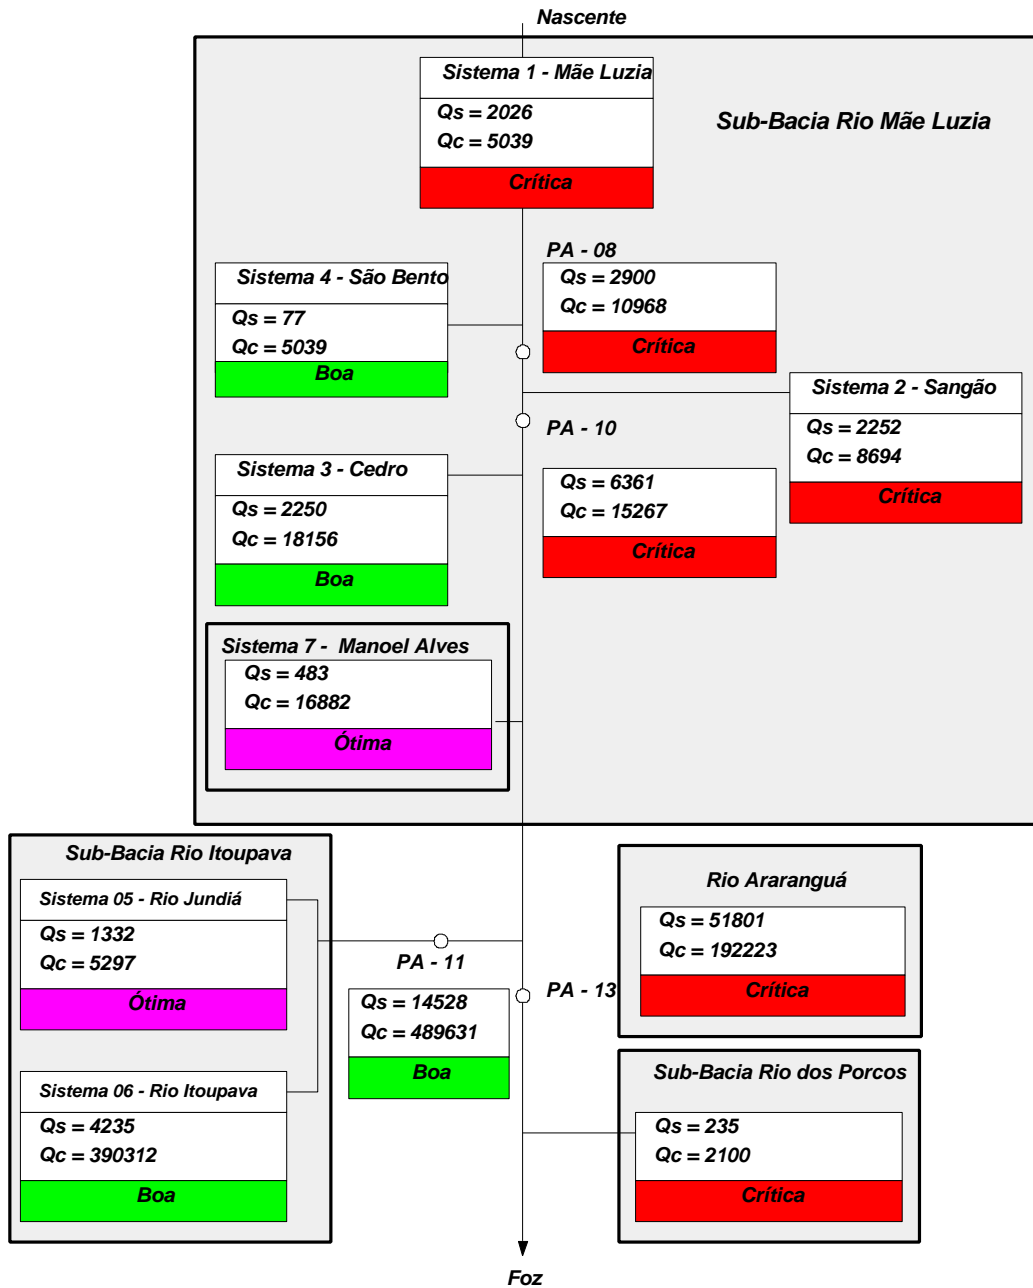 Nascente
Sistema 1 - Mãe Luzia
Qs = 2026
Qc = 5039
Crítica
Sub-Bacia Rio Mãe Luzia
PA - 08
Qs = 2900
Qc = 10968
Crítica
Sistema 4 - São Bento
Qs = 77
Qc = 5039
Boa
Sistema 2 - Sangão
Qs = 2252
Qc = 8694
Crítica
PA - 10
Qs = 6361
Qc = 15267
Crítica
Sistema 3 - Cedro
Qs = 2250
Qc = 18156
Boa
Sistema 7 - Manoel Alves
Qs = 483
Qc = 16882
Ótima
Sub-Bacia Rio Itoupava
Sistema 05 - Rio Jundiá
Qs = 1332
Qc = 5297
Ótima
Sistema 06 - Rio Itoupava
Qs = 4235
Qc = 390312
Boa
PA - 11
Qs = 14528
Qc = 489631
Boa
PA - 13
Rio Araranguá
Qs = 51801
Qc = 192223
Crítica
Sub-Bacia Rio dos Porcos
Qs = 235
Qc = 2100
Crítica
Foz